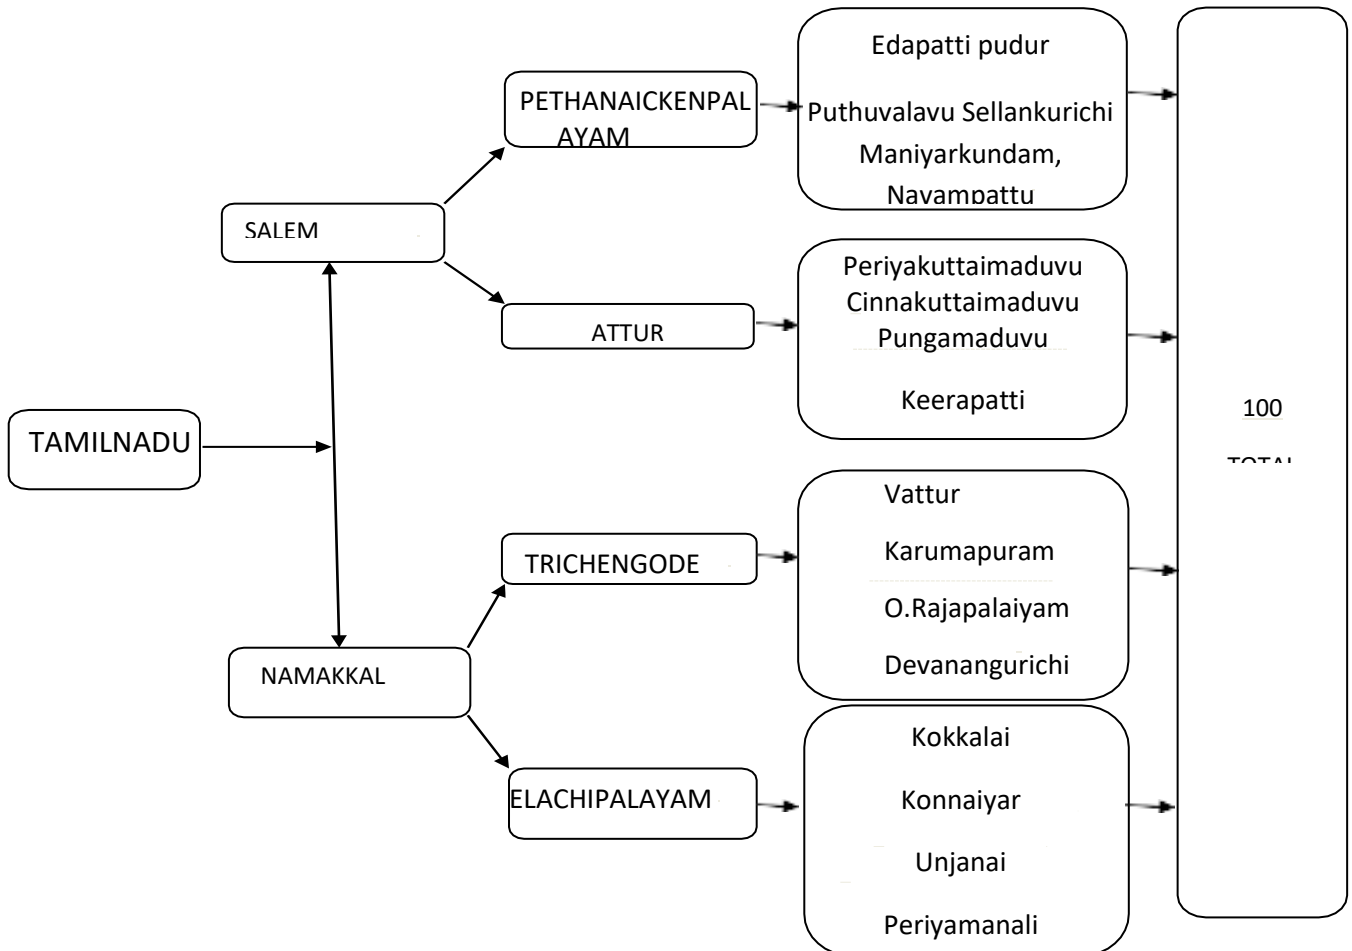 TAMILNADU
SALEM
NAMAKKAL
PETHANAICKENPAL
AYAM
ATTUR
TRICHENGODE
ELACHIPALAYAM
Edapatti pudur
Puthuvalavu Sellankurichi
Maniyarkundam,
Navampattu
Periyakuttaimaduvu
Cinnakuttaimaduvu
Pungamaduvu
Keerapatti
Vattur
Karumapuram
O.Rajapalaiyam
Devanangurichi
Kokkalai
Konnaiyar
Unjanai
Periyamanali
100
TOTAL